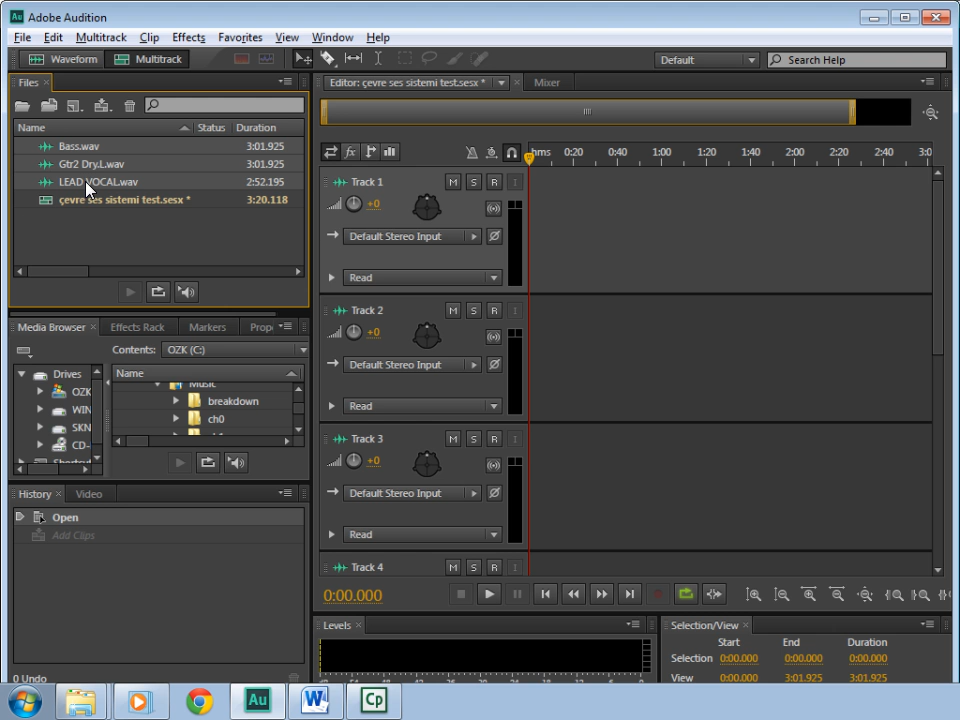 Au Adobe Audition
File Edit Multitrack Clip Effects Favorites View Window Help
Waveform Multitrack Default Search Help
Files × Editor: çevre ses sistemi test.sesx * × Mixer
Name Status Duration
Bass.wav 3:01.925
Gtr2 Dry.L.wav 3:01.925
LEAD VOCAL.wav 2:52.195
çevre ses sistemi test.sesx * 3:20.118
fx hms 0:20 0:40 1:00 1:20 1:40 2:00 2:20 2:40 3:0
Track 1 M S R I
+0
Default Stereo Input
Read
Track 2 M S R I
+0
Default Stereo Input
Read
Track 3 M S R I
+0
Default Stereo Input
Read
Track 4 M S R I
Media Browser × Effects Rack Markers Prop
Contents: OZK (C:)
Drives Name
OZK Music
WIN breakdown
SKN ch0
CD-
History × Video
Open
Add Clips
0 Undo
0:00.000
Levels ×
Selection/View ×
Start End Duration
Selection 0:00.000 0:00.000 0:00.000
View 0:00.000 3:01.925 3:01.925
Au W Cp